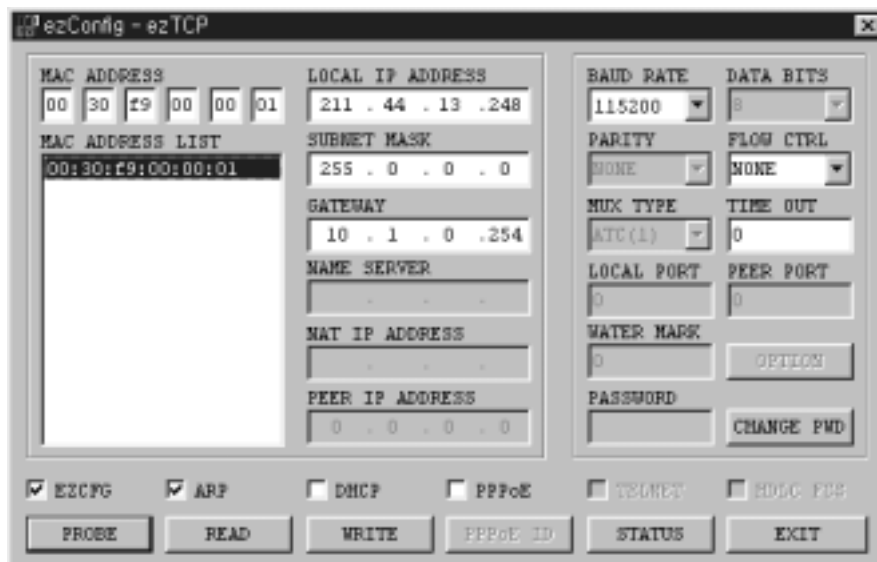 ezConfig - ezTCP
MAC ADDRESS
00 30 f9 00 00 01
MAC ADDRESS LIST
00:30:f9:00:00:01
LOCAL IP ADDRESS
211 . 44 . 13 .248
SUBNET MASK
255 . 0 . 0 . 0
GATEWAY
10 . 1 . 0 .254
NAME SERVER
. . .
NAT IP ADDRESS
. . .
PEER IP ADDRESS
0 . 0 . 0 . 0
BAUD RATE DATA BITS
115200 8
PARITY FLOW CTRL
NONE NONE
MUX TYPE TIME OUT
ATC(1) 0
LOCAL PORT PEER PORT
0 0
WATER MARK
0 OPTION
PASSWORD
CHANGE PWD
EZCFG ARP DHCP PPPoE TELNET HDLC FCS
PROBE READ WRITE PPPoE ID STATUS EXIT